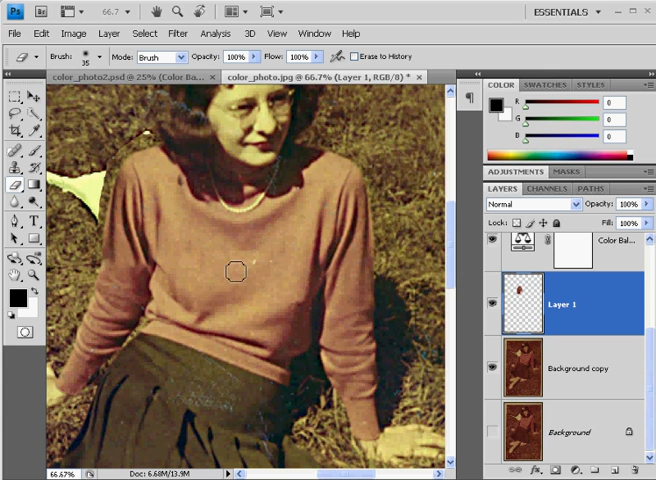 Ps Br 66.7 ESSENTIALS
File Edit Image Layer Select Filter Analysis 3D View Window Help
Brush: 35 Mode: Brush Opacity: 100% Flow: 100% Erase to History
color_photo2.psd @ 25% (Color Ba... color_photo.jpg @ 66.7% (Layer 1, RGB/8) *
COLOR SWATCHES STYLES
R 0
G 0
B 0
ADJUSTMENTS MASKS
LAYERS CHANNELS PATHS
Normal Opacity: 100%
Lock: Fill: 100%
Color Bal...
Layer 1
Background copy
Background
66.67% Doc: 6.68M/13.9M
fx